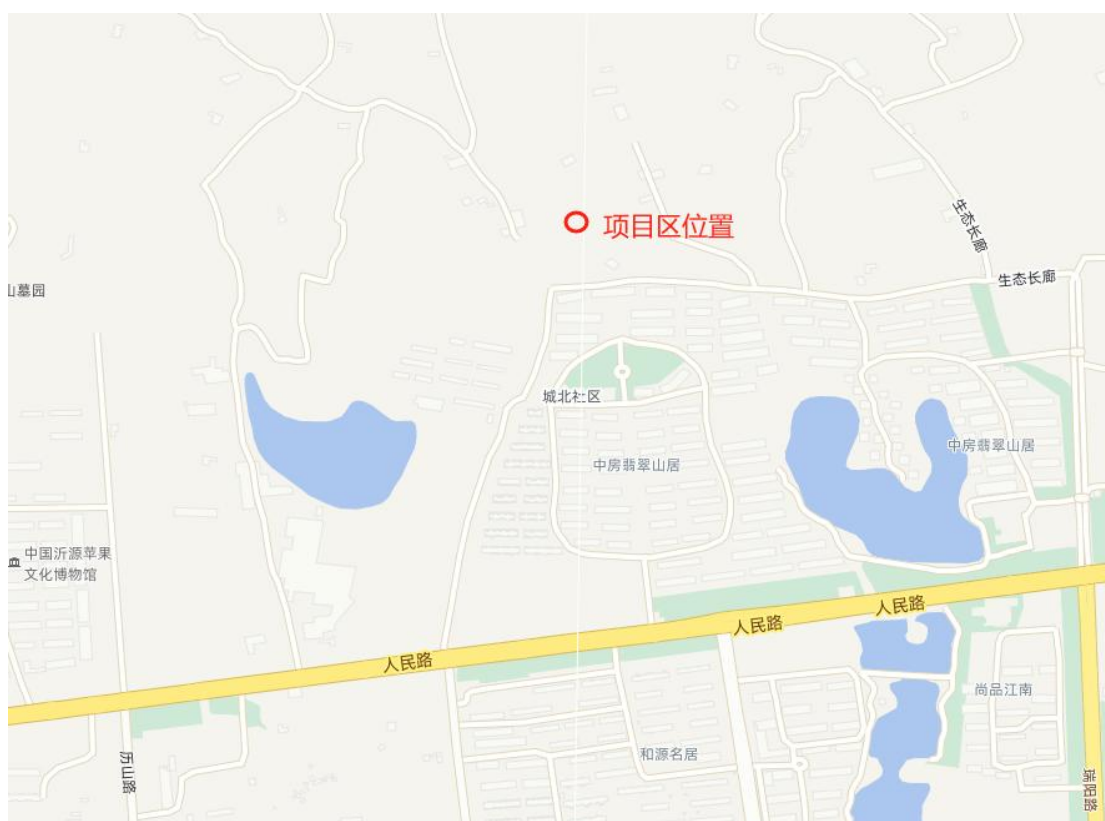 生态长廊
项目区位置
生态长廊
山墓园
城北社区
中房翡翠山居
中房翡翠山居
中国沂源苹果
文化博物馆
人民路
人民路
人民路
尚品江南
和源名居
历山路
瑞阳路